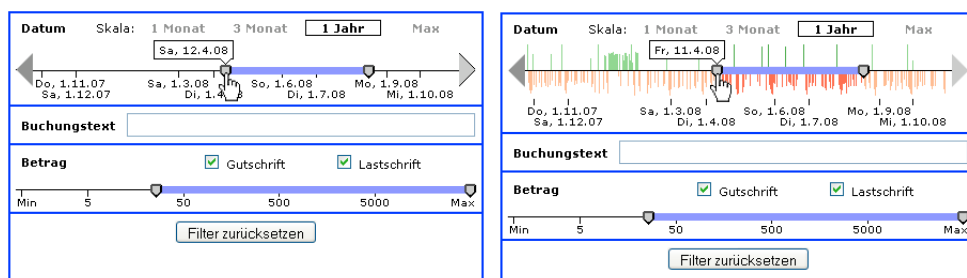 Datum Skala: 1 Monat 3 Monat 1 Jahr Max
Sa, 12.4.08
Do, 1.11.07 Sa, 1.3.08 So, 1.6.08 Mo, 1.9.08
Sa, 1.12.07 Di, 1.7.08 Mi, 1.10.08
Buchungstext
Betrag Gutschrift Lastschrift
Min 5 50 500 5000 Max
Filter zurücksetzen
Datum Skala: 1 Monat 3 Monat 1 Jahr Max
Fr, 11.4.08
Do, 1.11.07 Sa, 1.3.08 So, 1.6.08 Mo, 1.9.08
Sa, 1.12.07 Di, 1.4.08 Di, 1.7.08 Mi, 1.10.08
Buchungstext
Betrag Gutschrift Lastschrift
Min 5 50 500 5000 Max
Filter zurücksetzen